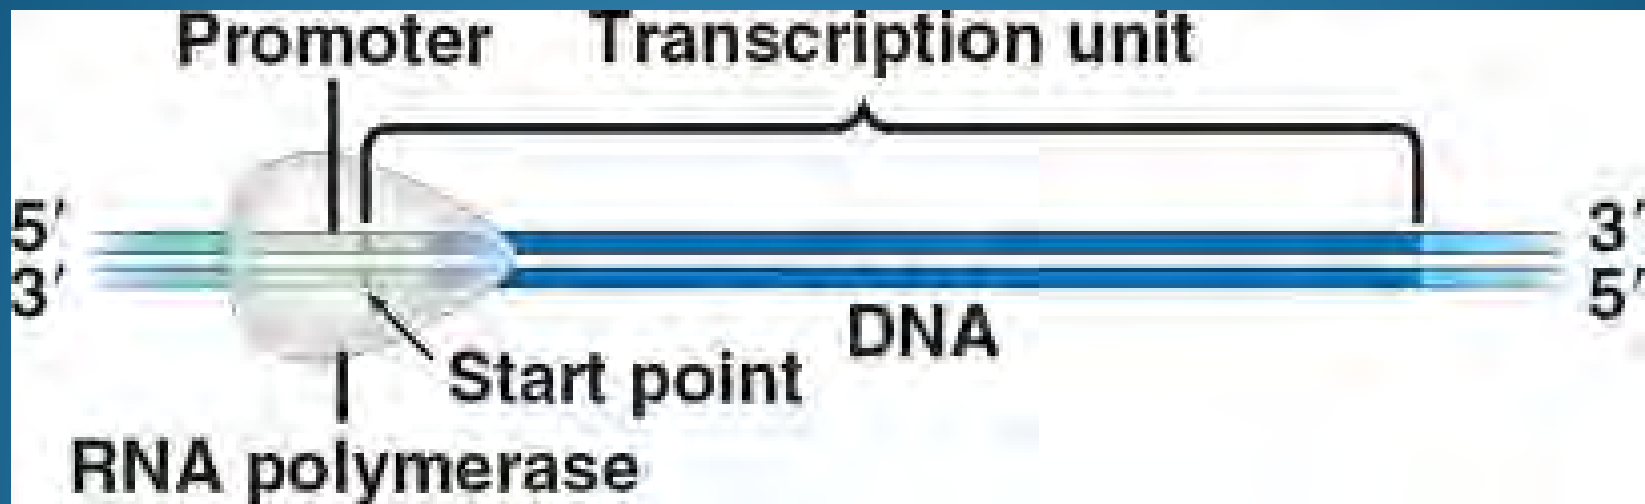 Promoter
Transcription unit
5′
3′
3′
5′
DNA
Start point
RNA polymerase